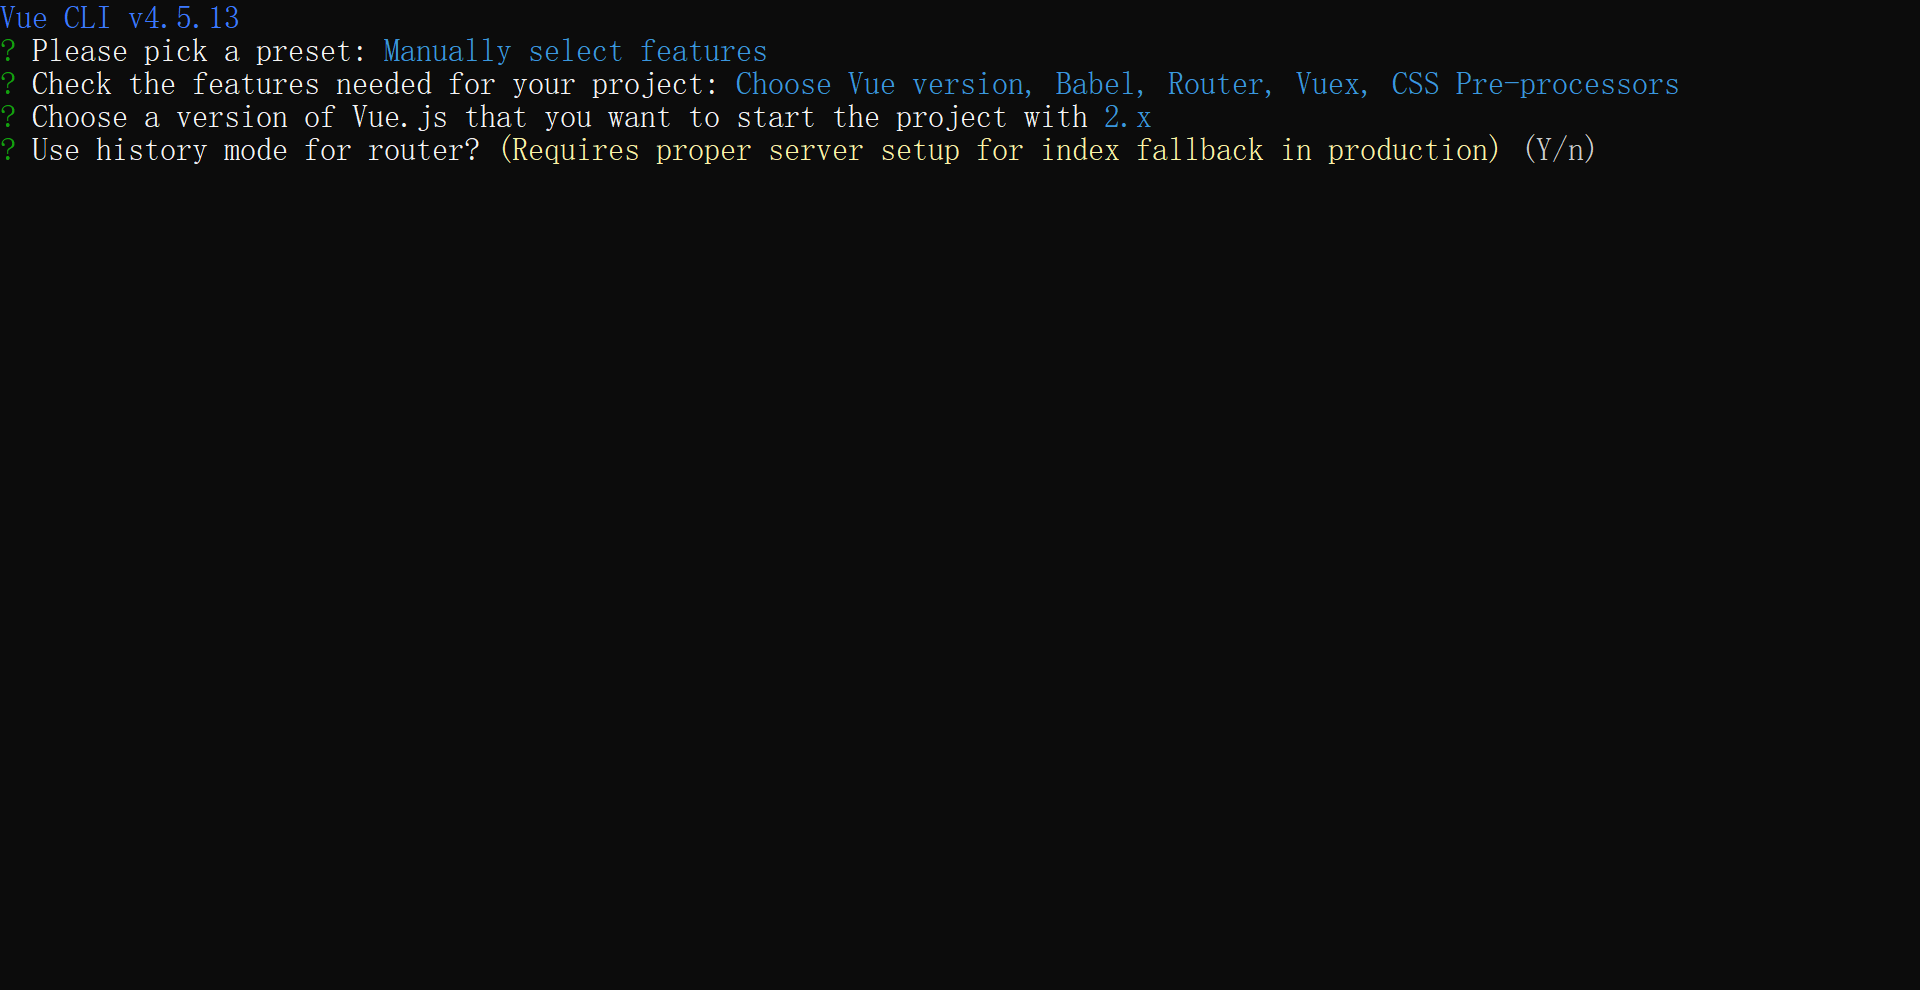 Vue CLI v4.5.13
? Please pick a preset: Manually select features
? Check the features needed for your project: Choose Vue version, Babel, Router, Vuex, CSS Pre-processors
? Choose a version of Vue.js that you want to start the project with 2.x
? Use history mode for router? (Requires proper server setup for index fallback in production) (Y/n)